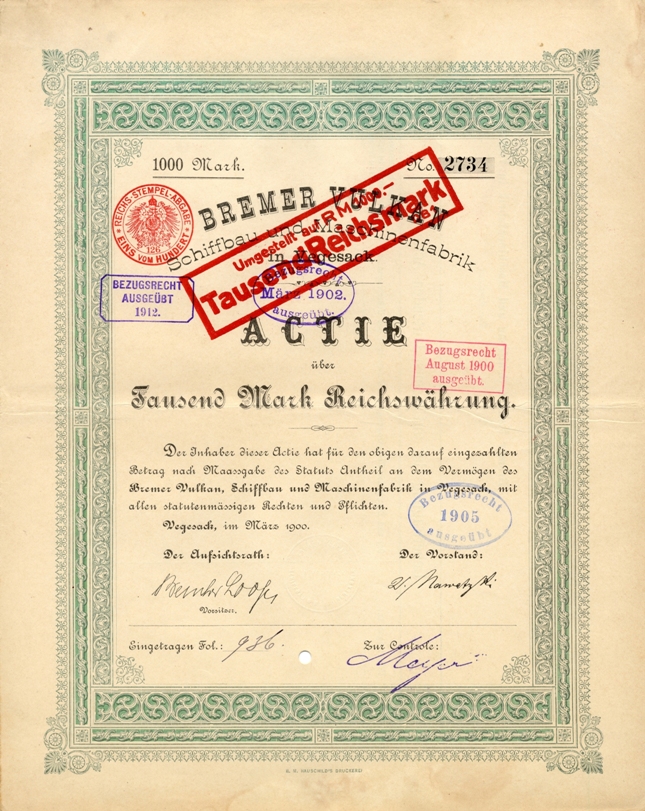 1000 Mark.
No. 2734
REICHS-STEMPEL-ABGABE
126
EINS VOM HUNDERT
BREMER VULKAN
Schiffbau und Maschinenfabrik
in Vegesack.
Umgestellt auf RM 1000.-
Tausend Reichsmark
BEZUGSRECHT
AUSGEÜBT
1912.
Bezugsrecht
März 1902.
ausgeübt.
ACTIE
über
Bezugsrecht
August 1900
ausgeübt.
Tausend Mark Reichswährung.
Der Inhaber dieser Actie hat für den obigen darauf eingezahlten
Betrag nach Maassgabe des Statuts Antheil an dem Vermögen des
Bremer Vulkan, Schiffbau und Maschinenfabrik in Vegesack, mit
allen statutenmässigen Rechten und Pflichten.
Vegesack, im März 1900.
Bezugsrecht
1905
ausgeübt
Der Aufsichtsrath:
Der Vorstand:
Vorsitzer.
Eingetragen Fol.: 936.
Zur Controle:
Meyer